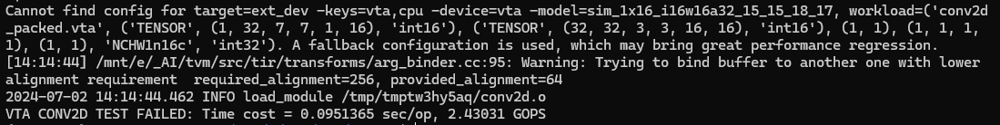 Cannot find config for target=ext_dev -keys=vta,cpu -device=vta -model=sim_1x16_i16w16a32_15_15_18_17, workload=('conv2d
_packed.vta', ('TENSOR', (1, 32, 7, 7, 1, 16), 'int16'), ('TENSOR', (32, 32, 3, 3, 16, 16), 'int16'), (1, 1), (1, 1, 1,
1), (1, 1), 'NCHW1n16c', 'int32'). A fallback configuration is used, which may bring great performance regression.
[14:14:44] /mnt/e/_AI/tvm/src/tir/transforms/arg_binder.cc:95: Warning: Trying to bind buffer to another one with lower
alignment requirement  required_alignment=256, provided_alignment=64
2024-07-02 14:14:44.462 INFO load_module /tmp/tmptw3hy5aq/conv2d.o
VTA CONV2D TEST FAILED: Time cost = 0.0951365 sec/op, 2.43031 GOPS